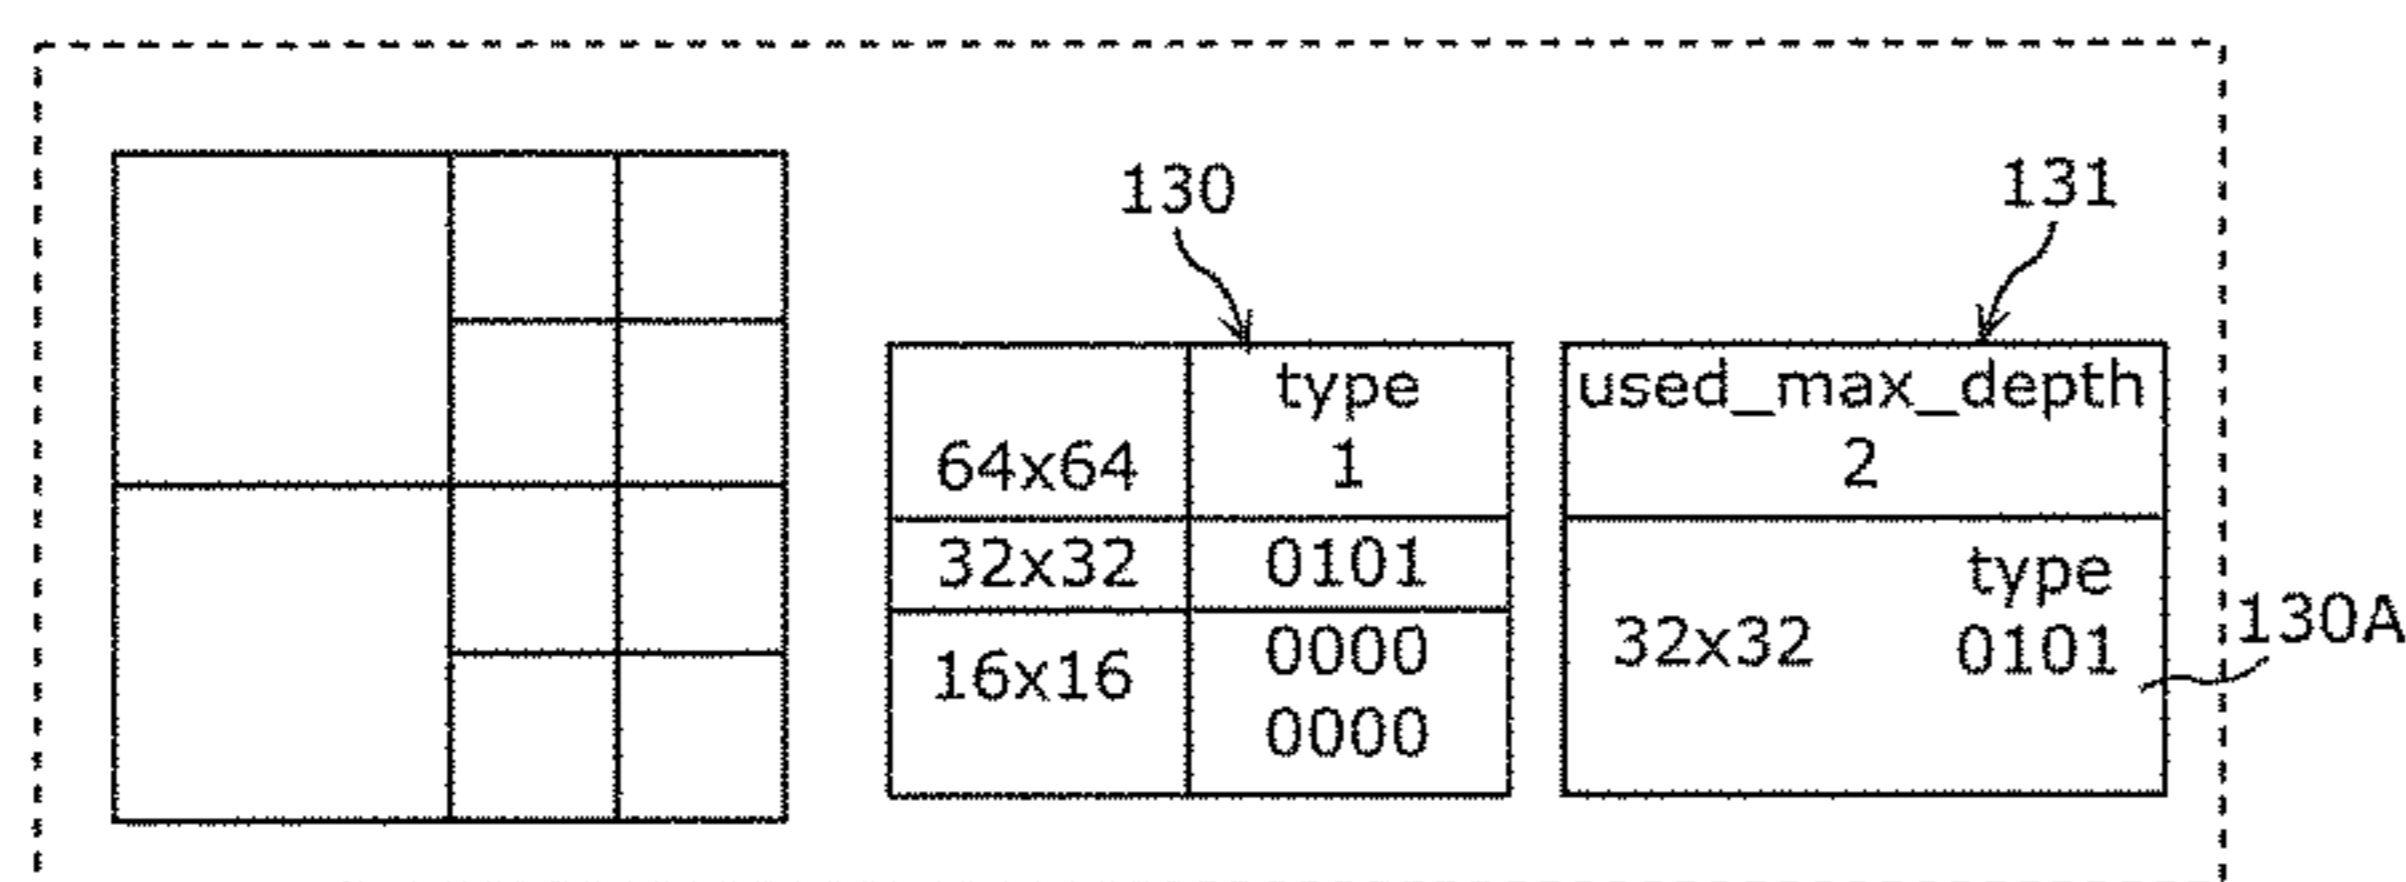 130
131
type
64x64 1
32x32 0101
16x16 0000
0000
used_max_depth
2
type
32x32 0101
130A